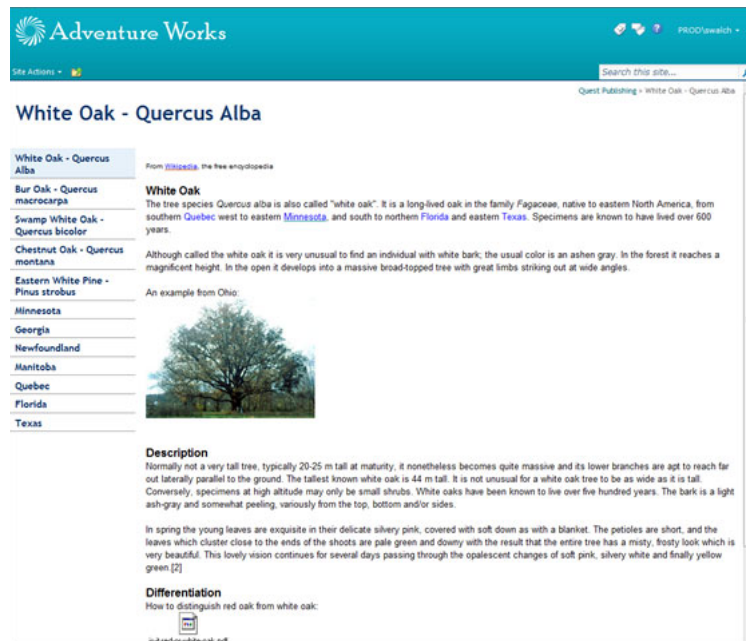 Adventure Works
PROD\swalch
Site Actions
Search this site...
Quest Publishing > White Oak - Quercus Alba
White Oak - Quercus Alba
White Oak - Quercus
Alba
Bur Oak - Quercus
macrocarpa
Swamp White Oak -
Quercus bicolor
Chestnut Oak - Quercus
montana
Eastern White Pine -
Pinus strobus
Minnesota
Georgia
Newfoundland
Manitoba
Quebec
Florida
Texas
From Wikipedia, the free encyclopedia
White Oak
The tree species Quercus alba is also called "white oak". It is a long-lived oak in the family Fagaceae, native to eastern North America, from
southern Quebec west to eastern Minnesota, and south to northern Florida and eastern Texas. Specimens are known to have lived over 600
years.
Although called the white oak it is very unusual to find an individual with white bark; the usual color is an ashen gray. In the forest it reaches a
magnificent height. In the open it develops into a massive broad-topped tree with great limbs striking out at wide angles.
An example from Ohio:
Description
Normally not a very tall tree, typically 20-25 m tall at maturity, it nonetheless becomes quite massive and its lower branches are apt to reach far
out laterally parallel to the ground. The tallest known white oak is 44 m tall. It is not unusual for a white oak tree to be as wide as it is tall.
Conversely, specimens at high altitude may only be small shrubs. White oaks have been known to live over five hundred years. The bark is a light
ash-gray and somewhat peeling, variously from the top, bottom and/or sides.
In spring the young leaves are exquisite in their delicate silvery pink, covered with soft down as with a blanket. The petioles are short, and the
leaves which cluster close to the ends of the shoots are pale green and downy with the result that the entire tree has a misty, frosty look which is
very beautiful. This lovely vision continues for several days passing through the opalescent changes of soft pink, silvery white and finally yellow
green.[2]
Differentiation
How to distinguish red oak from white oak: